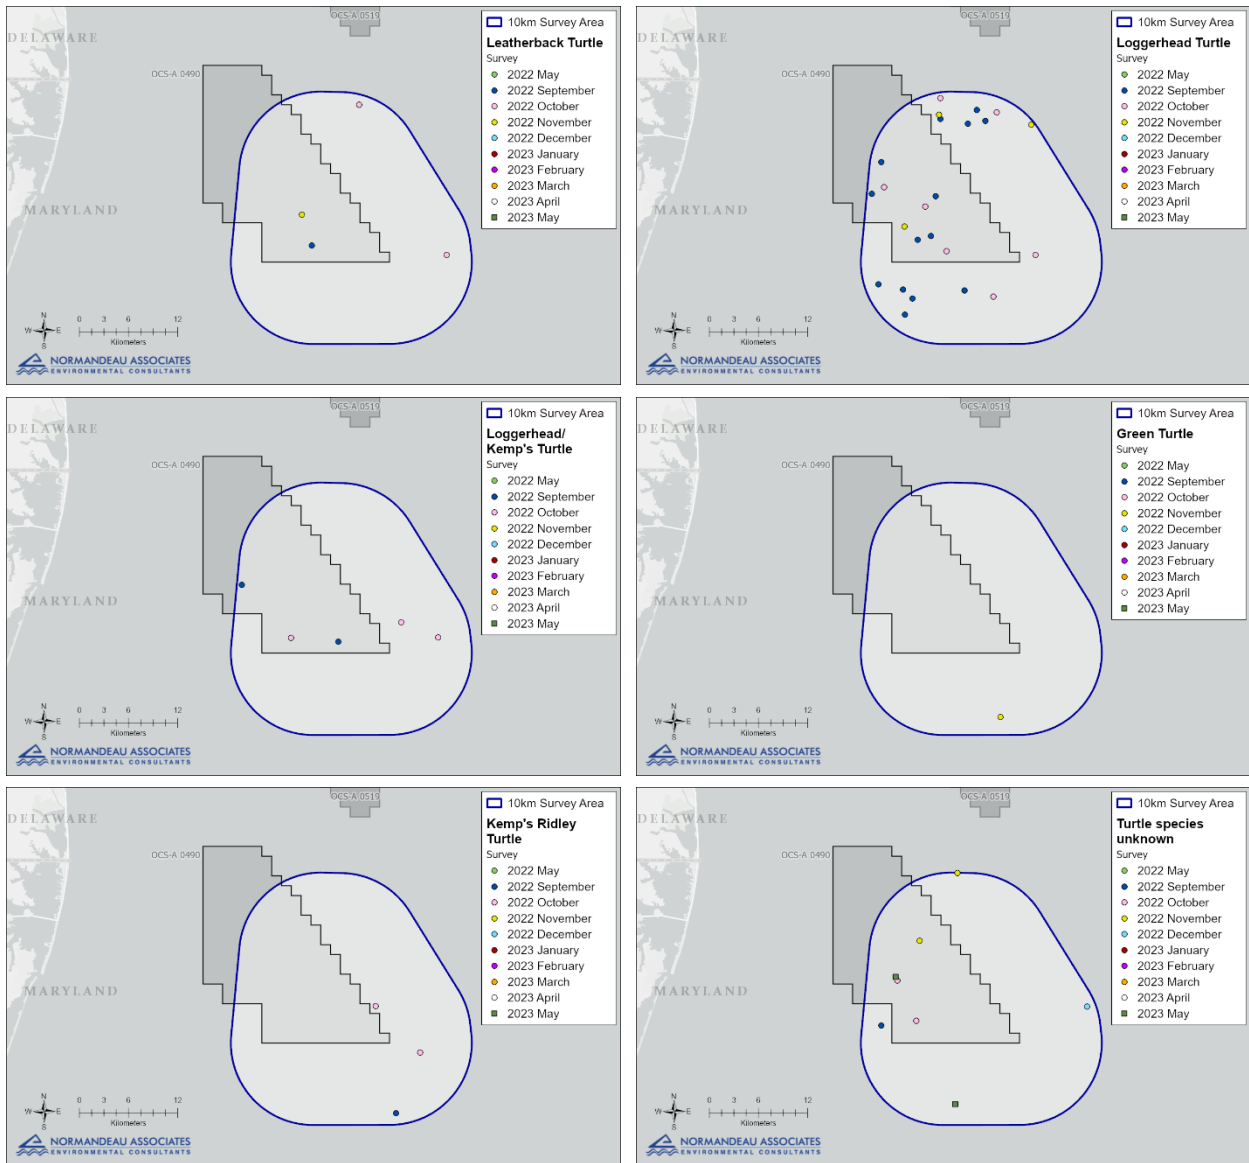 OCS-A 0519
DELAWARE
OCS-A 0490
MARYLAND
10km Survey Area
Leatherback Turtle
Survey
2022 May
2022 September
2022 October
2022 November
2022 December
2023 January
2023 February
2023 March
2023 April
2023 May
N
W E
S
0 3 6 12
Kilometers
NORMANDEAU ASSOCIATES
ENVIRONMENTAL CONSULTANTS
OCS-A 0519
DELAWARE
OCS-A 0490
MARYLAND
10km Survey Area
Loggerhead Turtle
Survey
2022 May
2022 September
2022 October
2022 November
2022 December
2023 January
2023 February
2023 March
2023 April
2023 May
N
W E
S
0 3 6 12
Kilometers
NORMANDEAU ASSOCIATES
ENVIRONMENTAL CONSULTANTS
OCS-A 0519
DELAWARE
OCS-A 0490
MARYLAND
10km Survey Area
Loggerhead/
Kemp's Turtle
Survey
2022 May
2022 September
2022 October
2022 November
2022 December
2023 January
2023 February
2023 March
2023 April
2023 May
N
W E
S
0 3 6 12
Kilometers
NORMANDEAU ASSOCIATES
ENVIRONMENTAL CONSULTANTS
OCS-A 0519
DELAWARE
OCS-A 0490
MARYLAND
10km Survey Area
Green Turtle
Survey
2022 May
2022 September
2022 October
2022 November
2022 December
2023 January
2023 February
2023 March
2023 April
2023 May
N
W E
S
0 3 6 12
Kilometers
NORMANDEAU ASSOCIATES
ENVIRONMENTAL CONSULTANTS
OCS-A 0519
DELAWARE
OCS-A 0490
MARYLAND
10km Survey Area
Kemp's Ridley
Turtle
Survey
2022 May
2022 September
2022 October
2022 November
2022 December
2023 January
2023 February
2023 March
2023 April
2023 May
N
W E
S
0 3 6 12
Kilometers
NORMANDEAU ASSOCIATES
ENVIRONMENTAL CONSULTANTS
OCS-A 0519
DELAWARE
OCS-A 0490
MARYLAND
10km Survey Area
Turtle species
unknown
Survey
2022 May
2022 September
2022 October
2022 November
2022 December
2023 January
2023 February
2023 March
2023 April
2023 May
N
W E
S
0 3 6 12
Kilometers
NORMANDEAU ASSOCIATES
ENVIRONMENTAL CONSULTANTS